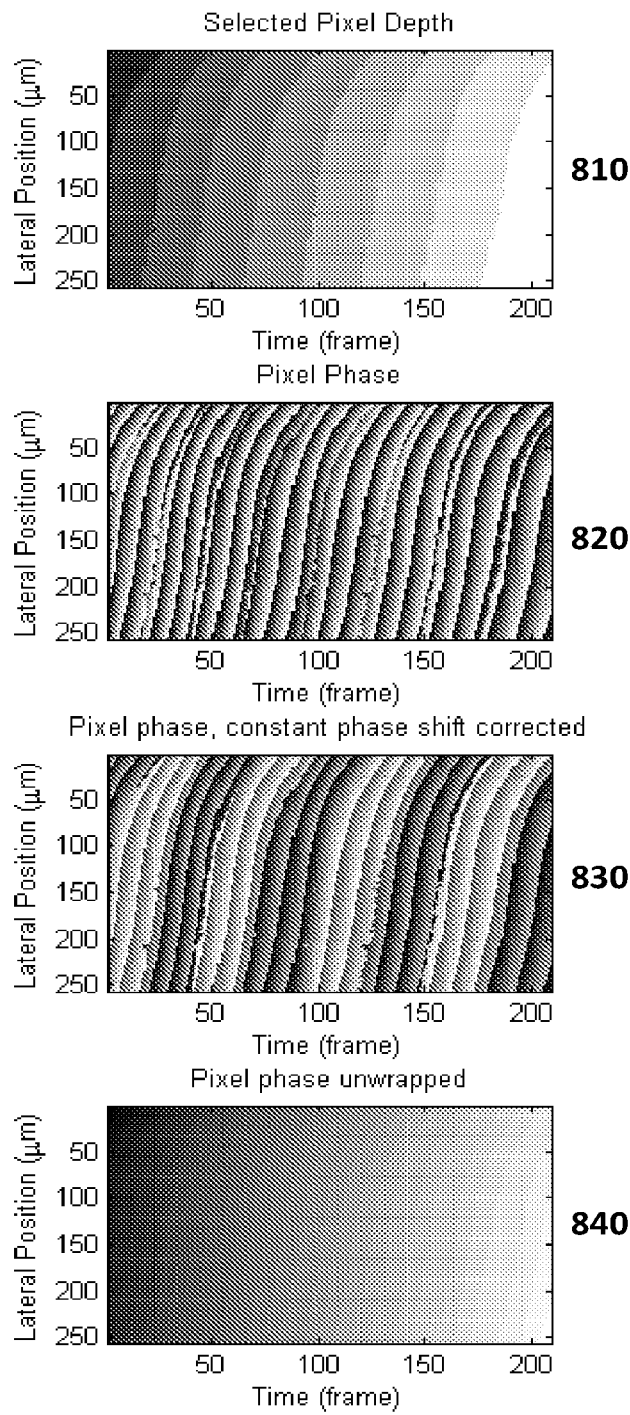 Selected Pixel Depth
Lateral Position (μm)
50
100
150
200
250
50 100 150 200
Time (frame)
810
Pixel Phase
Lateral Position (μm)
50
100
150
200
250
50 100 150 200
Time (frame)
820
Pixel phase, constant phase shift corrected
Lateral Position (μm)
50
100
150
200
250
50 100 150 200
Time (frame)
830
Pixel phase unwrapped
Lateral Position (μm)
50
100
150
200
250
50 100 150 200
Time (frame)
840